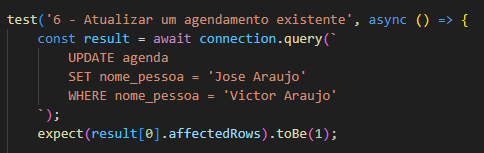 test('6 - Atualizar um agendamento existente', async () => {
    const result = await connection.query(`
        UPDATE agenda
        SET nome_pessoa = 'Jose Araujo'
        WHERE nome_pessoa = 'Victor Araujo'
    `);
    expect(result[0].affectedRows).toBe(1);